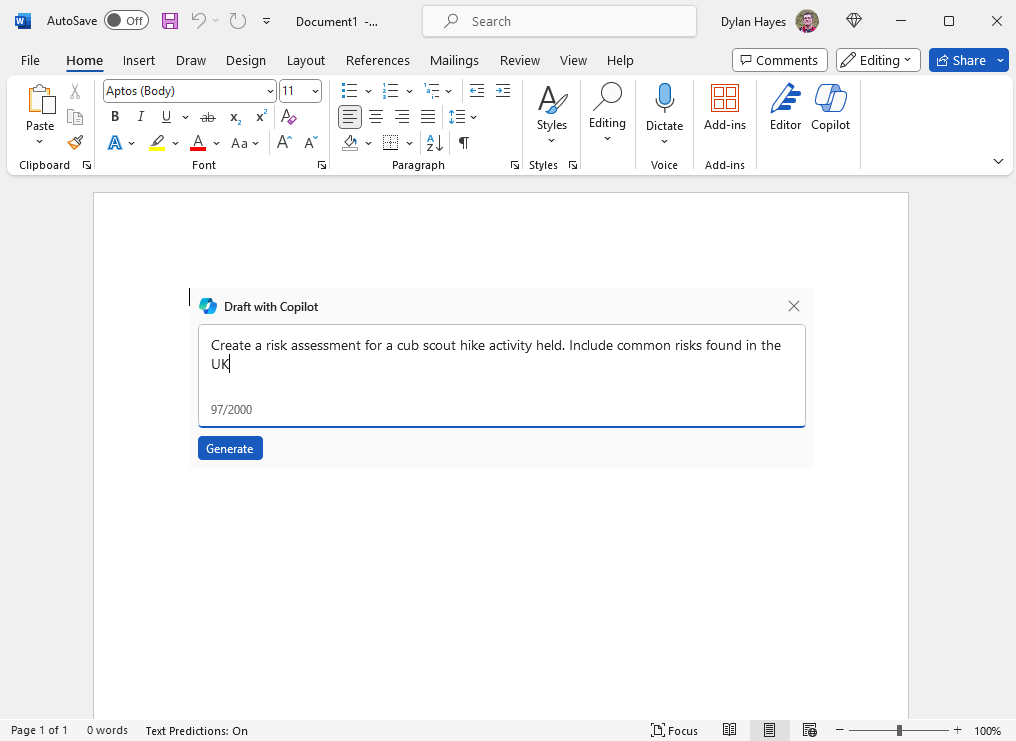 AutoSave Off Document1 -... Search Dylan Hayes
File Home Insert Draw Design Layout References Mailings Review View Help Comments Editing Share
Aptos (Body) 11
Paste Styles Editing Dictate Add-ins Editor Copilot
B I U ab x₂ x² A
A A Aa A A A Z
Clipboard Font Paragraph Styles Voice Add-ins
Draft with Copilot
Create a risk assessment for a cub scout hike activity held. Include common risks found in the
UK
97/2000
Generate
Page 1 of 1 0 words Text Predictions: On Focus 100%